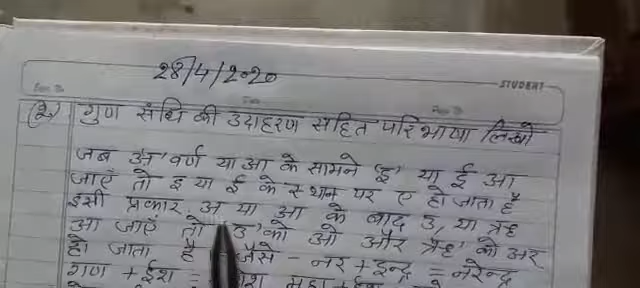 28/4/2020
STUDENT
(2) गुण संधि की उदाहरण सहित परिभाषा लिखो
जब 'अ' वर्ण या आ के सामने 'इ' या ई आ
जाएँ तो इ या ई के स्थान पर ए हो जाता है
इसी प्रकार अ या आ के बाद उ, या ऋ
आ जाएँ तो 'उ' को ओ और 'ऋ' को अर
हो जाता है जैसे - नर + इन्द्र = नरेन्द्र
गण + ईश =